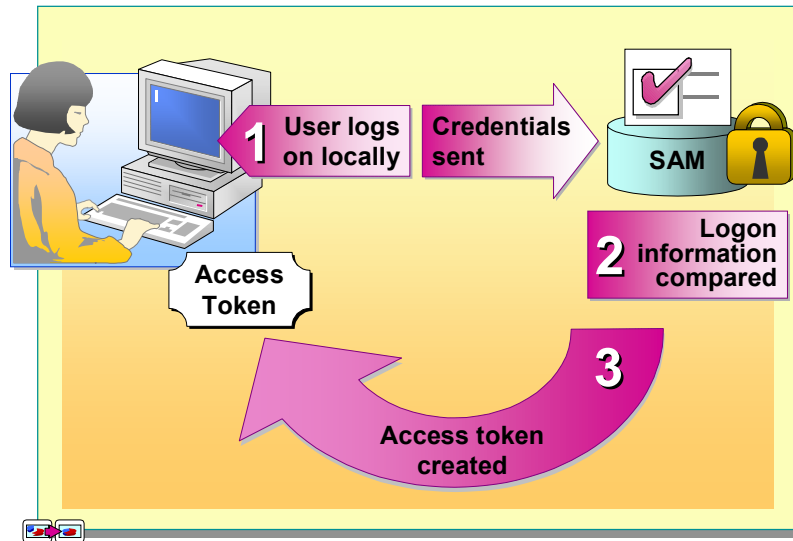 1
User logs
on locally
Credentials
sent
SAM
2
Logon
information
compared
Access
Token
3
Access token
created